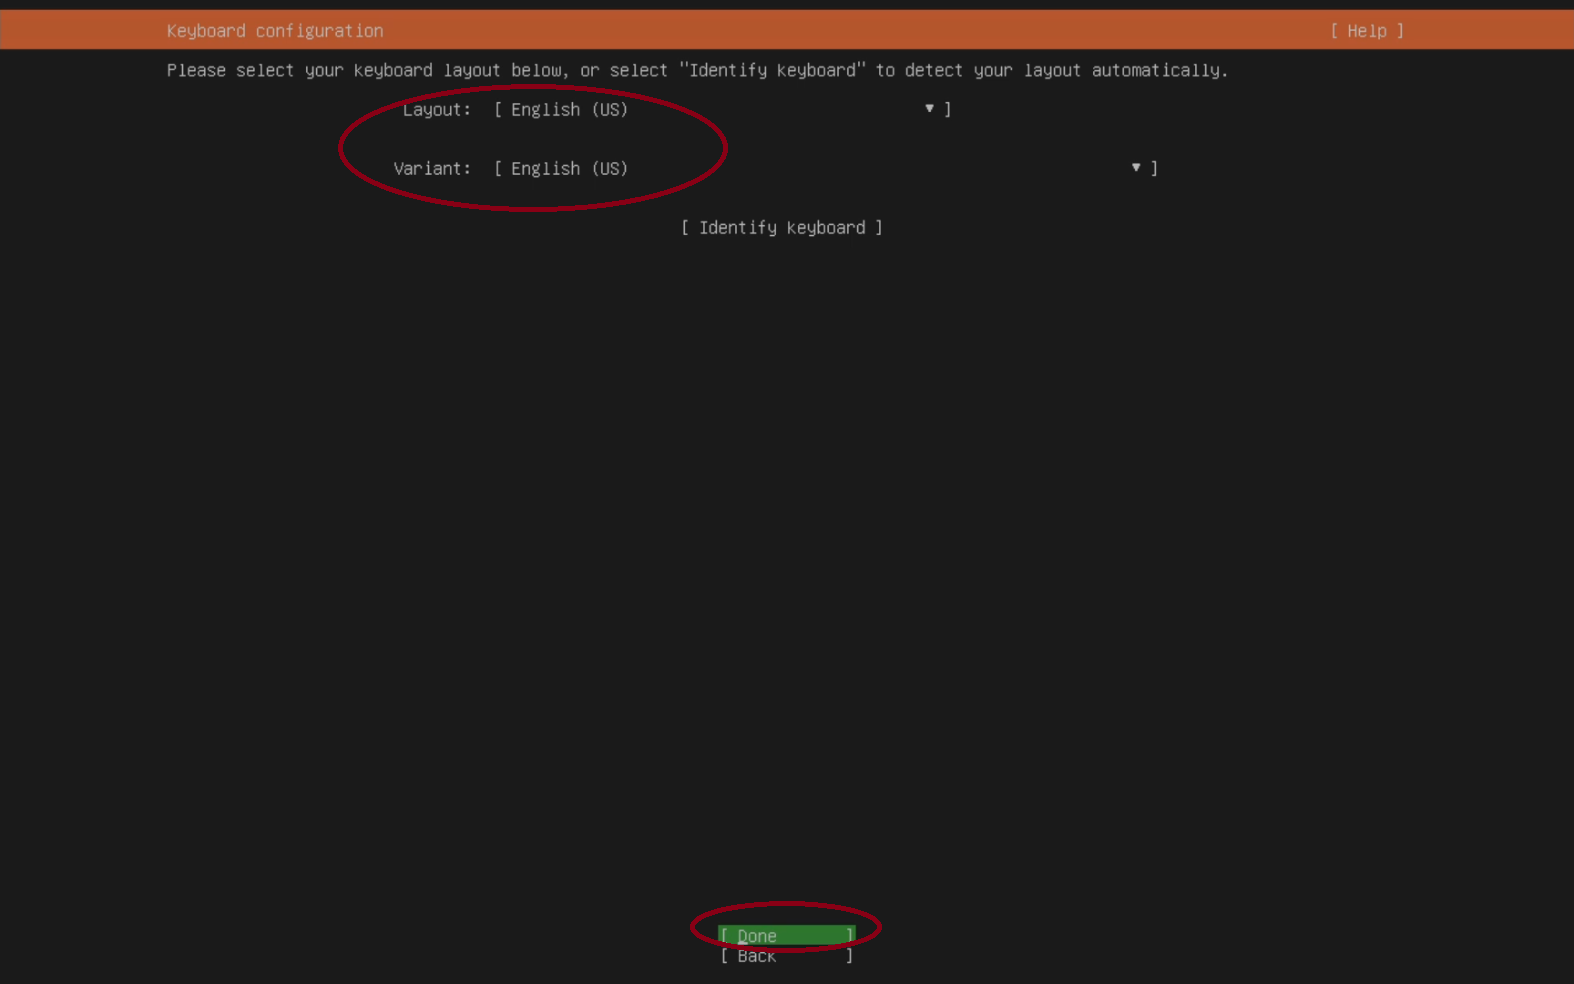 Keyboard configuration [ Help ]
Please select your keyboard layout below, or select "Identify keyboard" to detect your layout automatically.
Layout: [ English (US) ▼ ]
Variant: [ English (US) ▼ ]
[ Identify keyboard ]
[ Done ]
[ Back ]